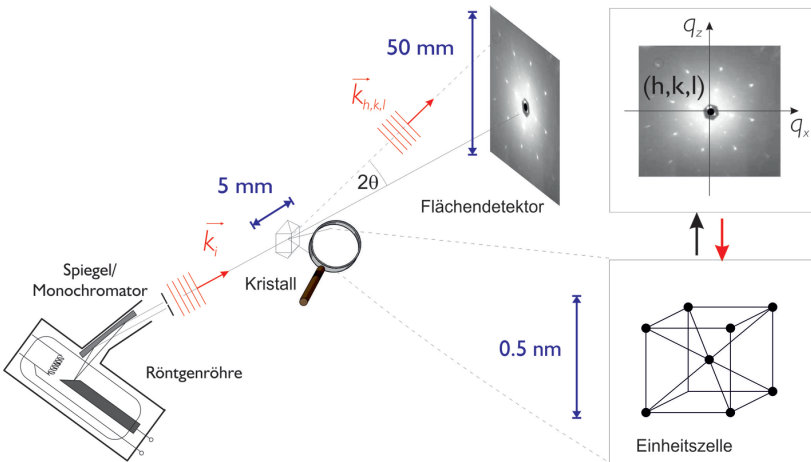 50 mm
q_z
(h,k,l)
q_x
k_{h,k,l}
2θ
5 mm
Flächendetektor
k_i
Spiegel/
Monochromator
Kristall
Röntgenröhre
0.5 nm
Einheitszelle